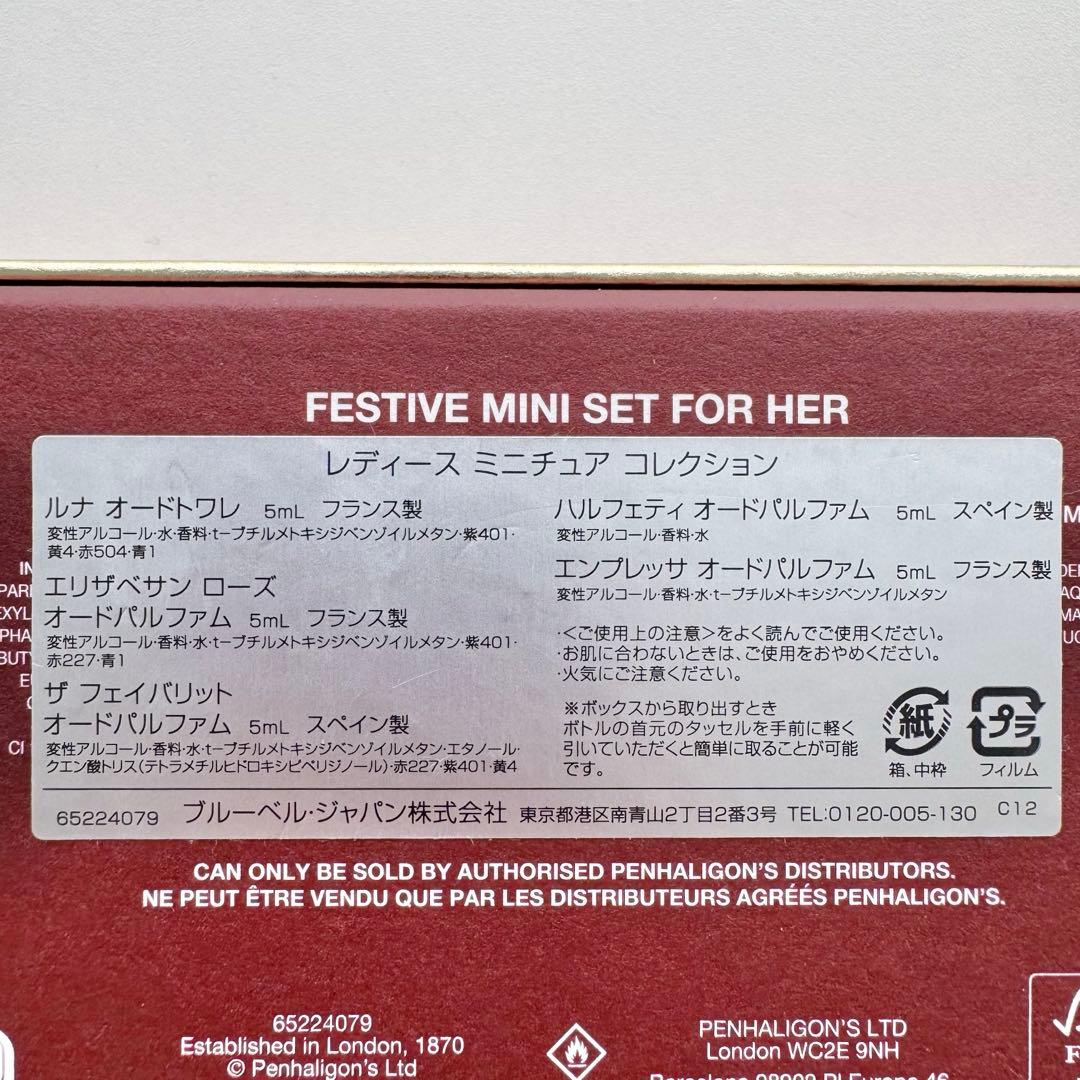 FESTIVE MINI SET FOR HER
レディース ミニチュア コレクション
ルナ オードトワレ 5mL フランス製
変性アルコール・水・香料・t-ブチルメトキシジベンゾイルメタン・紫401・
黄4・赤504・青1
エリザベサン ローズ
オードパルファム 5mL フランス製
変性アルコール・香料・水・t-ブチルメトキシジベンゾイルメタン・紫401・
赤227・青1
ザ フェイバリット
オードパルファム 5mL スペイン製
変性アルコール・香料・水・t-ブチルメトキシジベンゾイルメタン・エタノール・
クエン酸トリス(テトラメチルヒドロキシピペリジノール)・赤227・紫401・黄4
ハルフェティ オードパルファム 5mL スペイン製
変性アルコール・香料・水
エンプレッサ オードパルファム 5mL フランス製
変性アルコール・香料・水・t-ブチルメトキシジベンゾイルメタン
・<ご使用上の注意>をよく読んでご使用ください。
・お肌に合わないときは、ご使用をおやめください。
・火気にご注意ください。
※ボックスから取り出すとき
ボトルの首元のタッセルを手前に軽く
引いていただくと簡単に取ることが可能
です。
紙
箱、中枠
プラ
フィルム
65224079 ブルーベル・ジャパン株式会社 東京都港区南青山2丁目2番3号 TEL:0120-005-130 C12
CAN ONLY BE SOLD BY AUTHORISED PENHALIGON'S DISTRIBUTORS.
NE PEUT ÊTRE VENDU QUE PAR LES DISTRIBUTEURS AGRÉÉS PENHALIGON'S.
65224079
Established in London, 1870
© Penhaligon's Ltd
PENHALIGON'S LTD
London WC2E 9NH